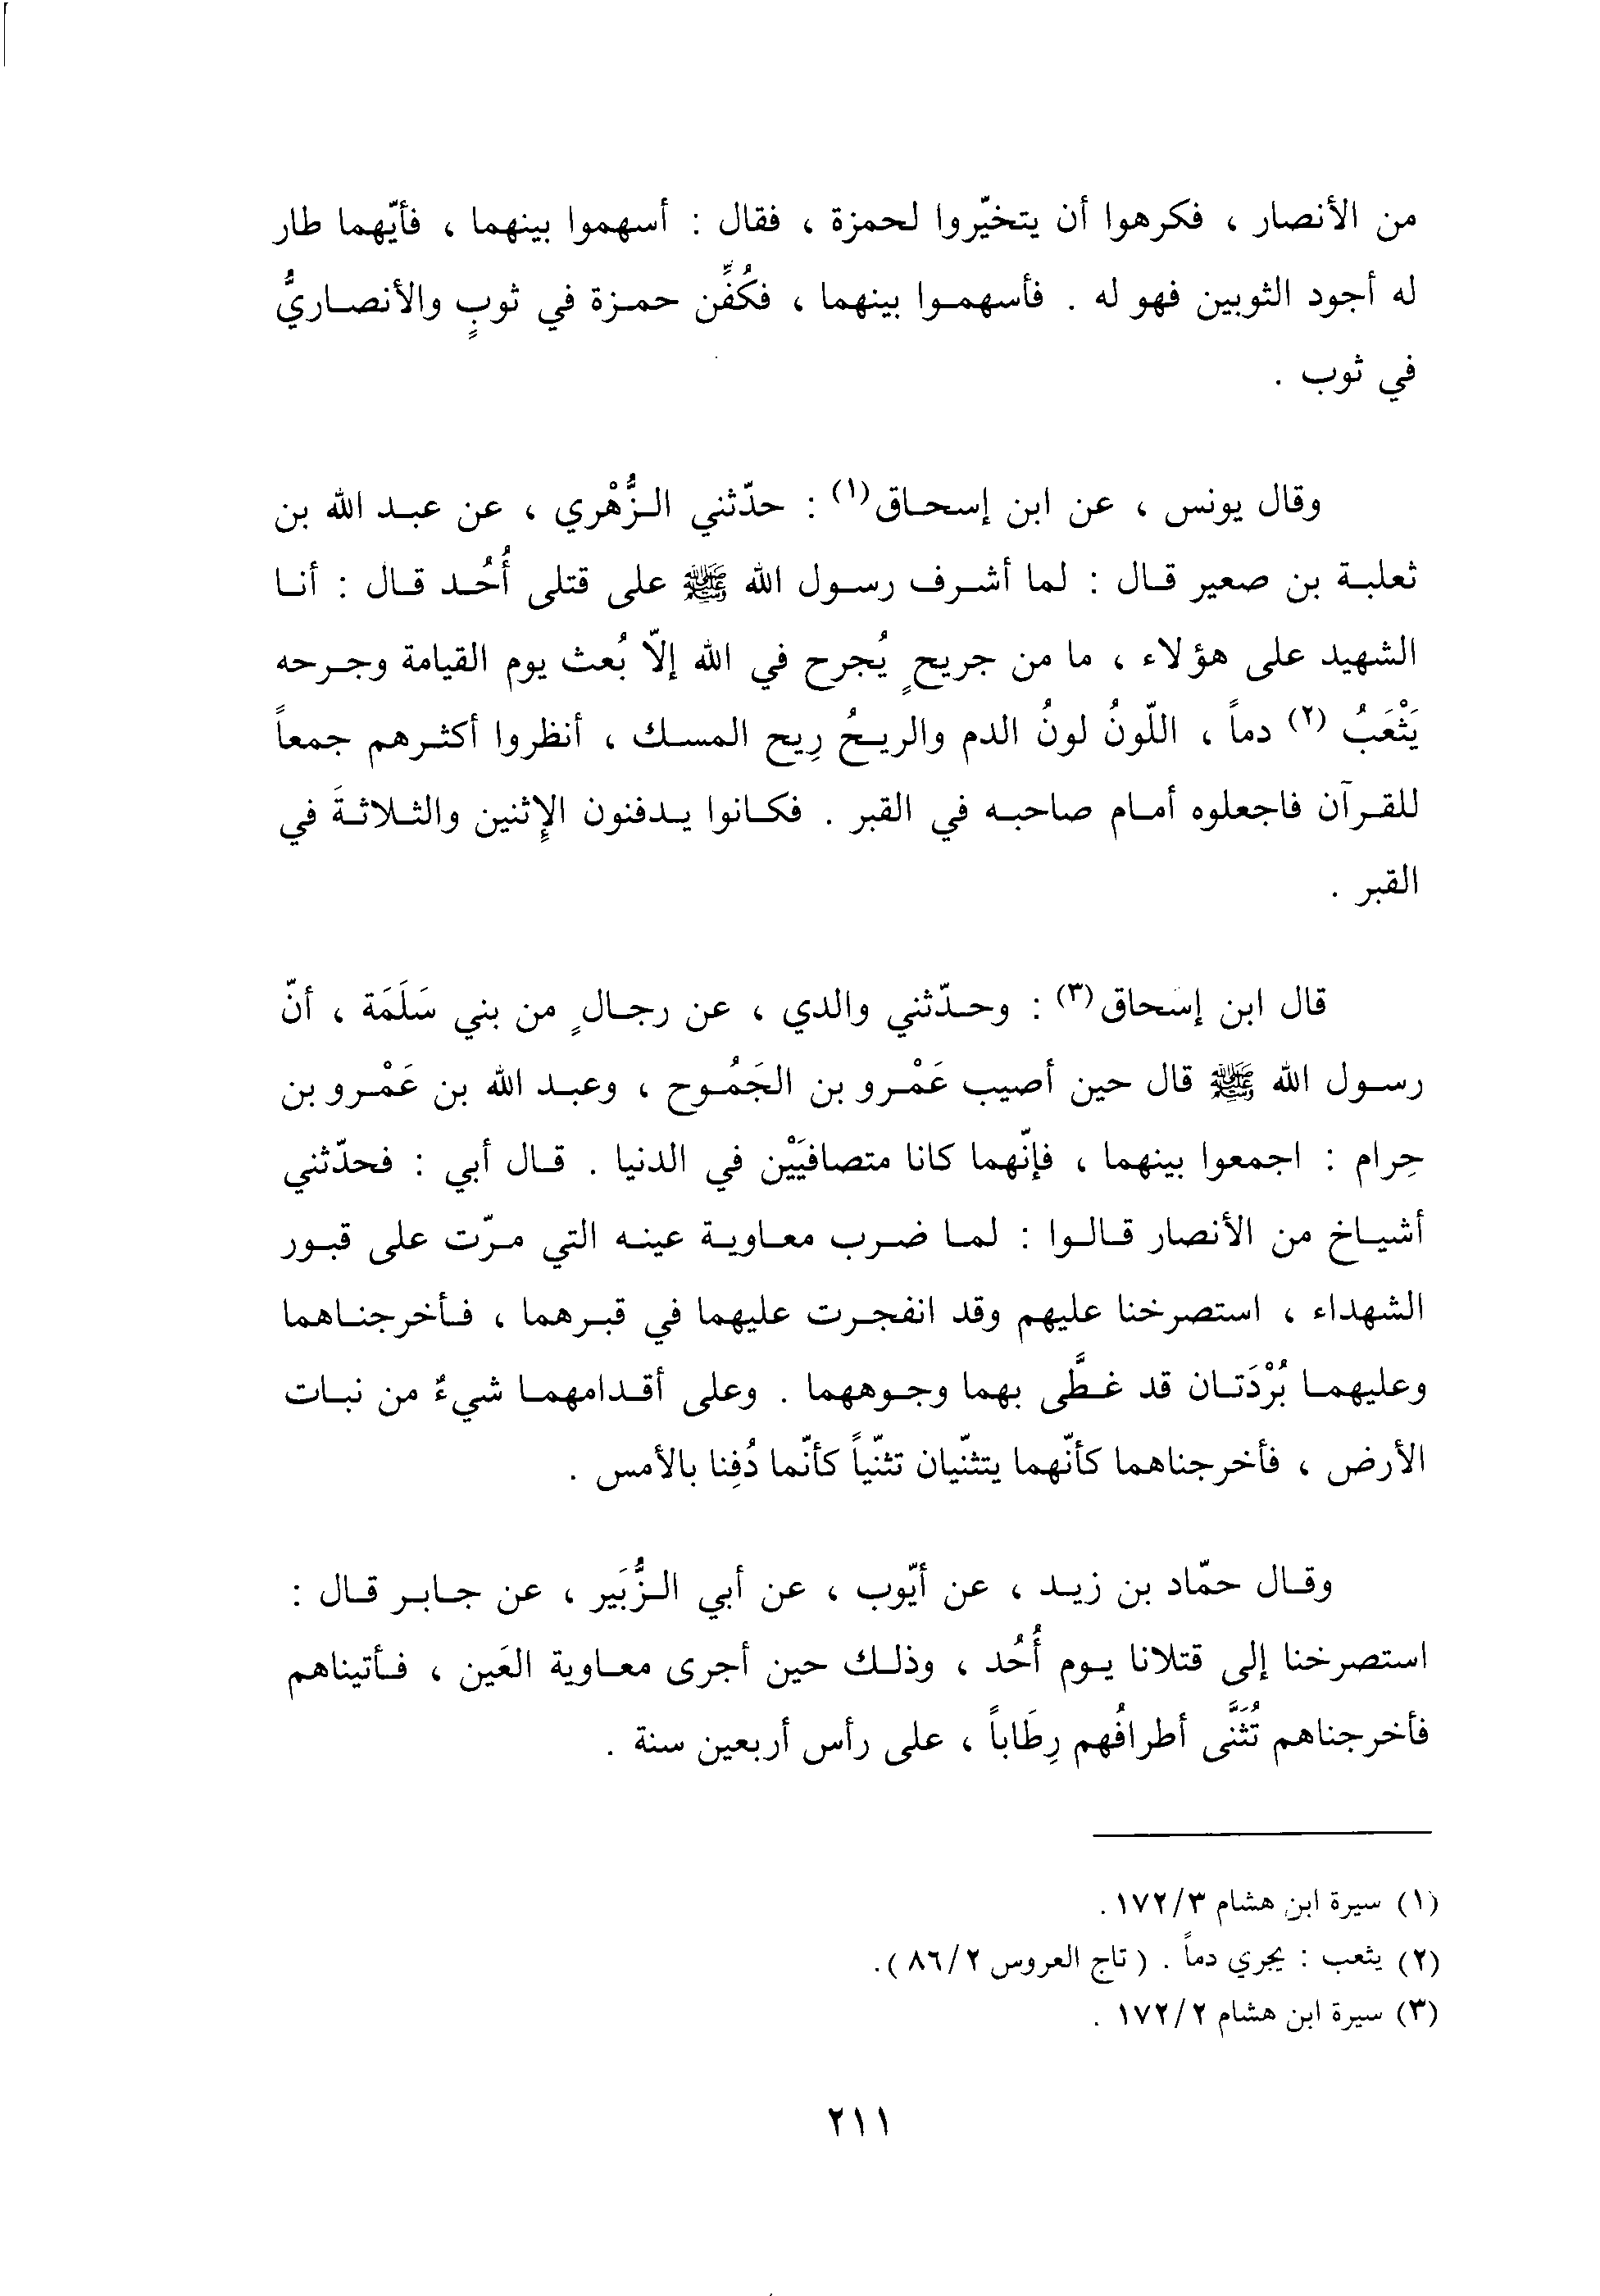 من الأنصار ، فكرهوا أن يتخيّروا لحمزة ، فقال : أسهموا بينهما ، فأيّهما طار
له أجود الثوبين فهو له . فأسهموا بينهما ، فكُفِّن حمزة في ثوبٍ والأنصاريُّ
في ثوب .
وقال يونس ، عن ابن إسحاق(١) : حدّثني الزُّهْري ، عن عبد الله بن
ثعلبة بن صعير قال : لما أشرف رسول الله ﷺ على قتلى أُحُد قال : أنا
الشهيد على هؤلاء ، ما من جريحٍ يُجرح في الله إلاّ بُعث يوم القيامة وجرحه
يَثْعَبُ (٢) دماً ، اللّونُ لونُ الدم والريحُ رِيح المسك ، أنظروا أكثرهم جمعاً
للقرآن فاجعلوه أمام صاحبه في القبر . فكانوا يدفنون الإثنين والثلاثةَ في
القبر .
قال ابن إسحاق(٣) : وحدّثني والدي ، عن رجالٍ من بني سَلَمَة ، أنّ
رسول الله ﷺ قال حين أصيب عَمْرو بن الجَمُوح ، وعبد الله بن عَمْرو بن
حِرام : اجمعوا بينهما ، فإنّهما كانا متصافيَيْن في الدنيا . قال أبي : فحدّثني
أشياخ من الأنصار قالوا : لما ضرب معاوية عينه التي مرّت على قبور
الشهداء ، استصرخنا عليهم وقد انفجرت عليهما في قبرهما ، فأخرجناهما
وعليهما بُرْدَتان قد غطَّى بهما وجوههما . وعلى أقدامهما شيءٌ من نبات
الأرض ، فأخرجناهما كأنّهما يتثنّيان تثنّياً كأنّما دُفِنا بالأمس .
وقال حمّاد بن زيد ، عن أيّوب ، عن أبي الزُّبَير ، عن جابر قال :
استصرخنا إلى قتلانا يوم أُحُد ، وذلك حين أجرى معاوية العَين ، فأتيناهم
فأخرجناهم تُثَنَّى أطرافُهم رِطَاباً ، على رأس أربعين سنة .
(١) سيرة ابن هشام ١٧٢/٣ .
(٢) يثعب : يجري دماً . ( تاج العروس ٨٦/٢ ) .
(٣) سيرة ابن هشام ١٧٢/٢ .
٢١١